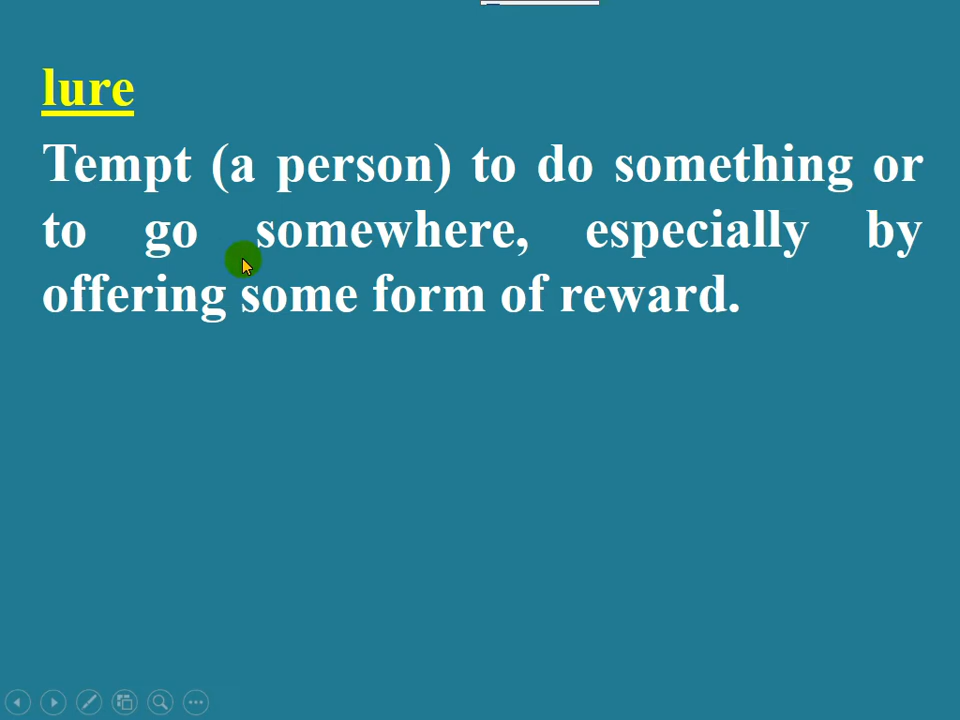 lure
Tempt (a person) to do something or
to go somewhere, especially by
offering some form of reward.